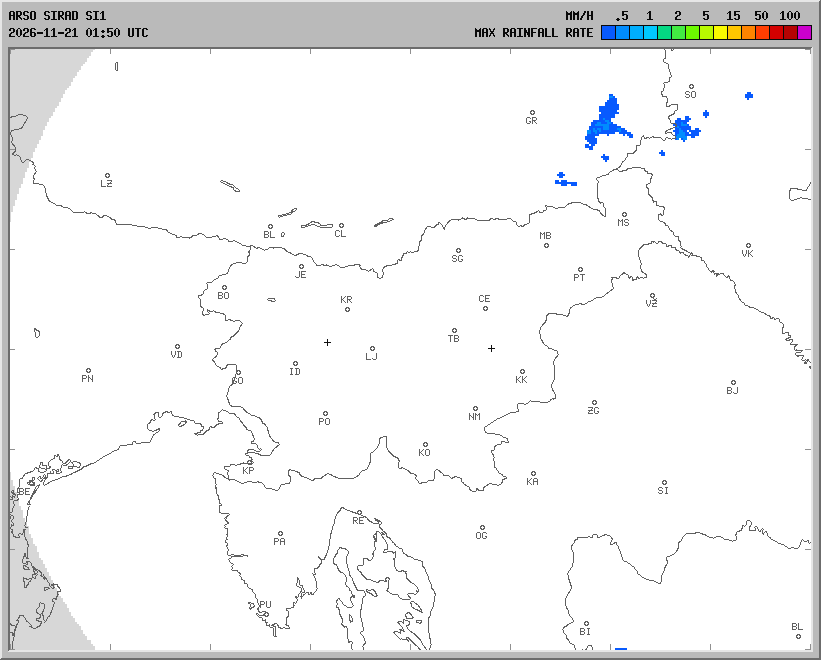 ARSO SIRAD SI1
MM/H .5 1 2 5 15 50 100
2026-11-21 01:50 UTC
MAX RAINFALL RATE
SO
GR
LZ
MS
BL
CL
MB
VK
SG
JE
PT
BO
KR
CE
VZ
TB
VD
LJ
ID
PN
GO
KK
BJ
NM
ZG
PO
KO
KP
KA
BE
SI
RE
OG
PA
PU
BI
BL